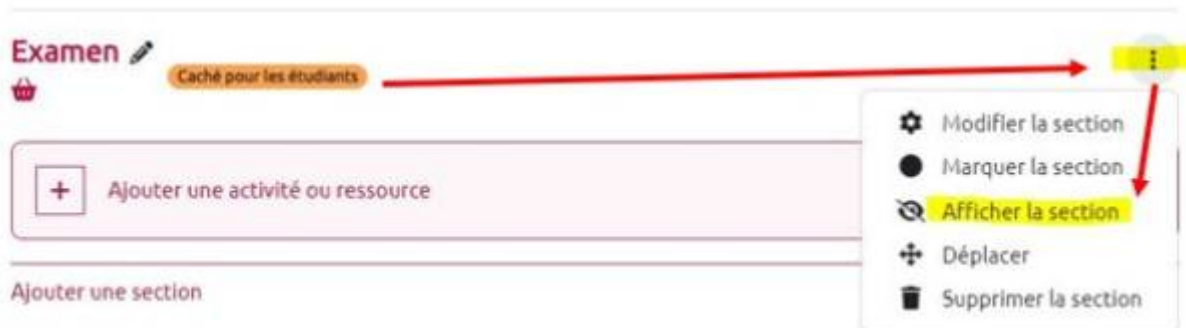 Examen
Caché pour les étudiants
Modifier la section
Marquer la section
Ajouter une activité ou ressource
Afficher la section
Déplacer
Ajouter une section
Supprimer la section